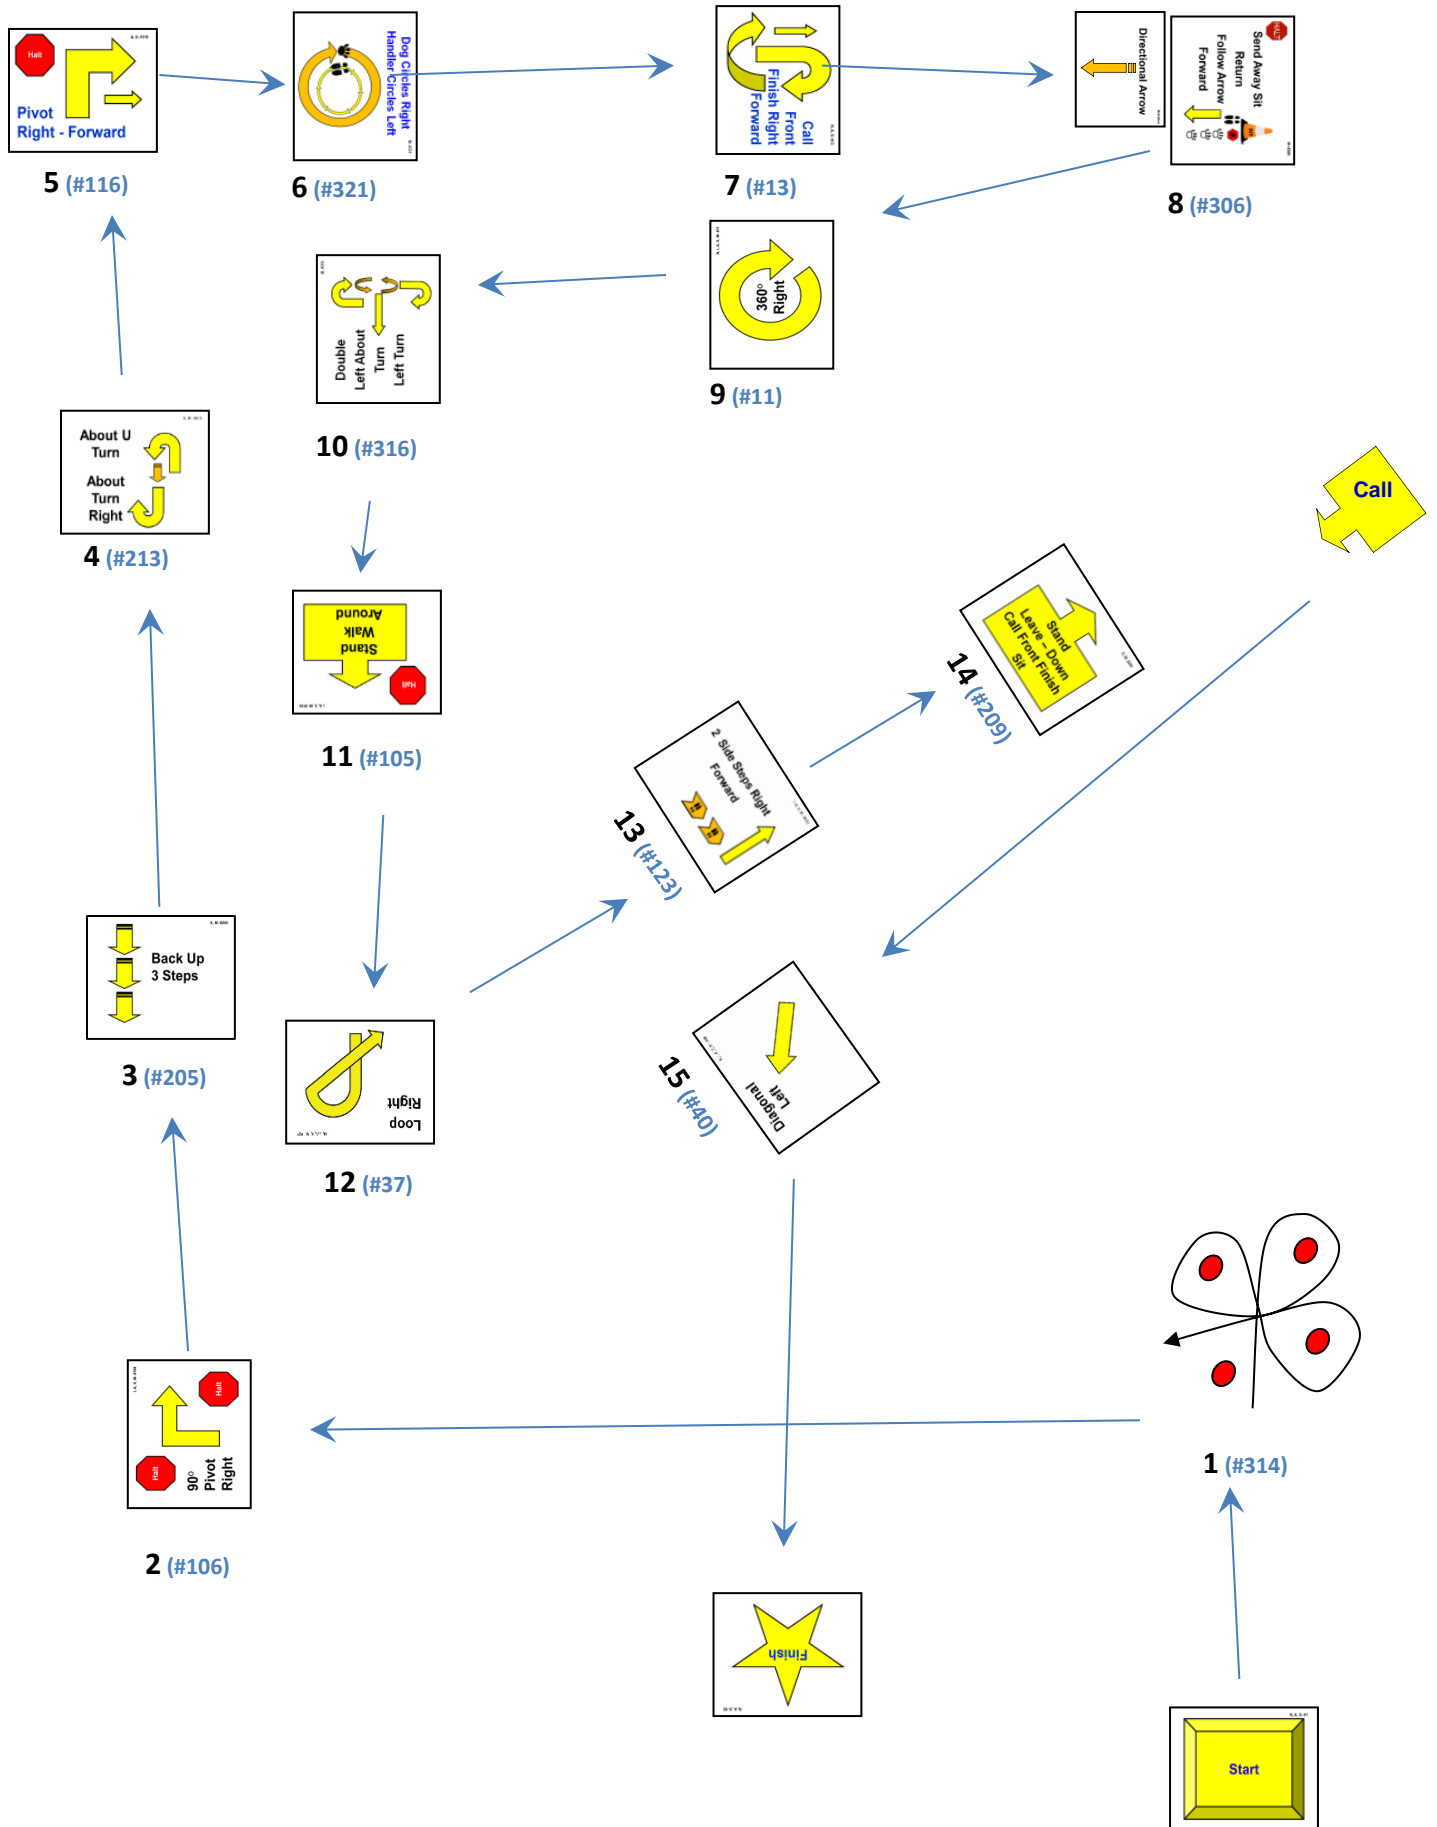 Halt
Pivot
Right - Forward
5 (#116)
Dog Circles Right
Handler Circles Left
6 (#321)
Call
Front
Finish Right
Forward
7 (#13)
Directional Arrow
HALT
Send Away Sit
Return
Follow Arrow
Forward
8 (#306)
360º
Right
9 (#11)
Double
Left About
Turn
Left Turn
10 (#316)
About U
Turn
About
Turn
Right
4 (#213)
Call
Halt
Stand
Walk
Around
11 (#105)
Stand
Leave – Down
Call Front Finish
Sit
14 (#209)
2 Side Steps Right
Forward
13 (#123)
Back Up
3 Steps
3 (#205)
Loop
Right
12 (#37)
Diagonal
Left
15 (#40)
Halt
Halt
90º
Pivot
Right
2 (#106)
1 (#314)
Finish
Start